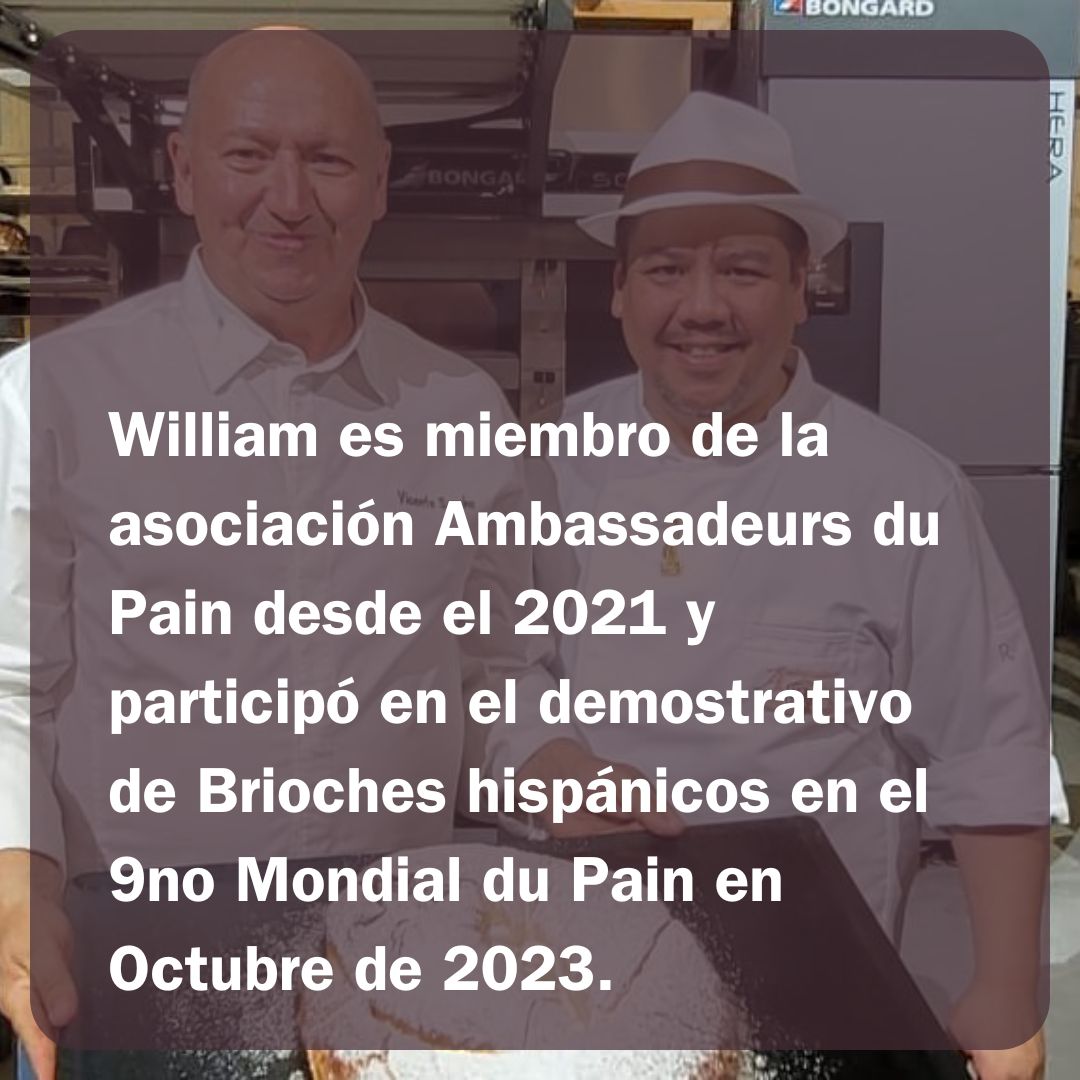 BONGARD
HERA
BONGA
William es miembro de la
asociación Ambassadeurs du
Pain desde el 2021 y
participó en el demostrativo
de Brioches hispánicos en el
9no Mondial du Pain en
Octubre de 2023.